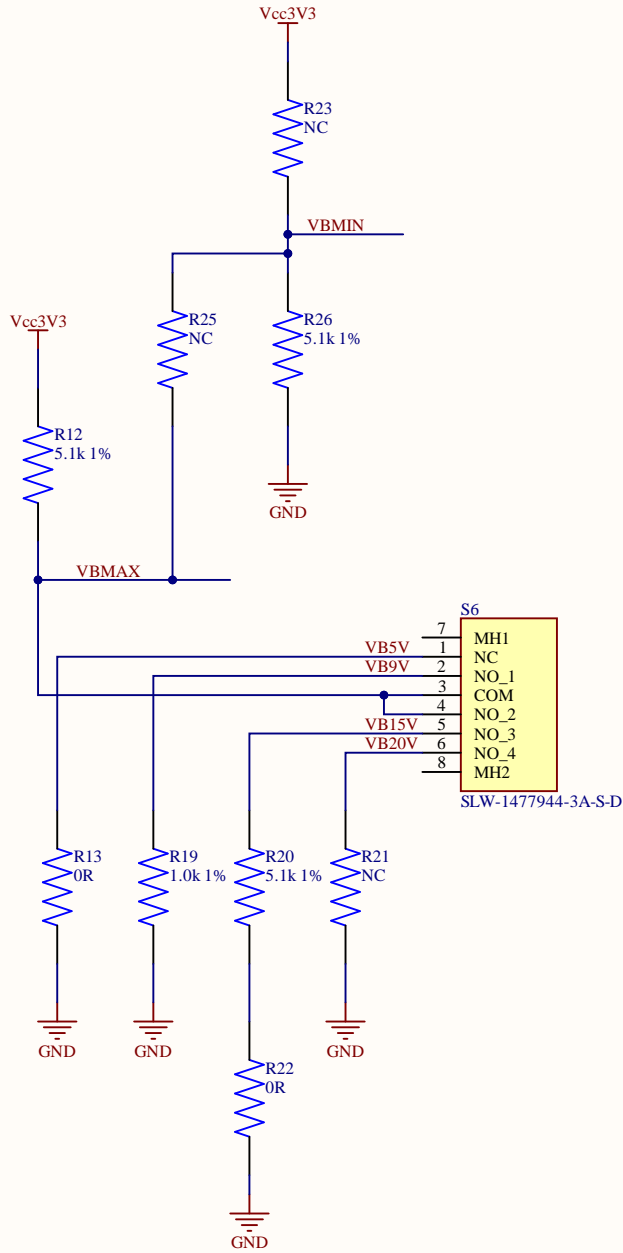 Vcc3V3
R23
NC
VBMIN
R25
NC
R26
5.1k 1%
Vcc3V3
R12
5.1k 1%
GND
VBMAX
S6
7
MH1
VB5V
1
NC
VB9V
2
NO_1
3
COM
4
NO_2
VB15V
5
NO_3
VB20V
6
NO_4
8
MH2
SLW-1477944-3A-S-D
R13
0R
R19
1.0k 1%
R20
5.1k 1%
R21
NC
GND
GND
GND
R22
0R
GND